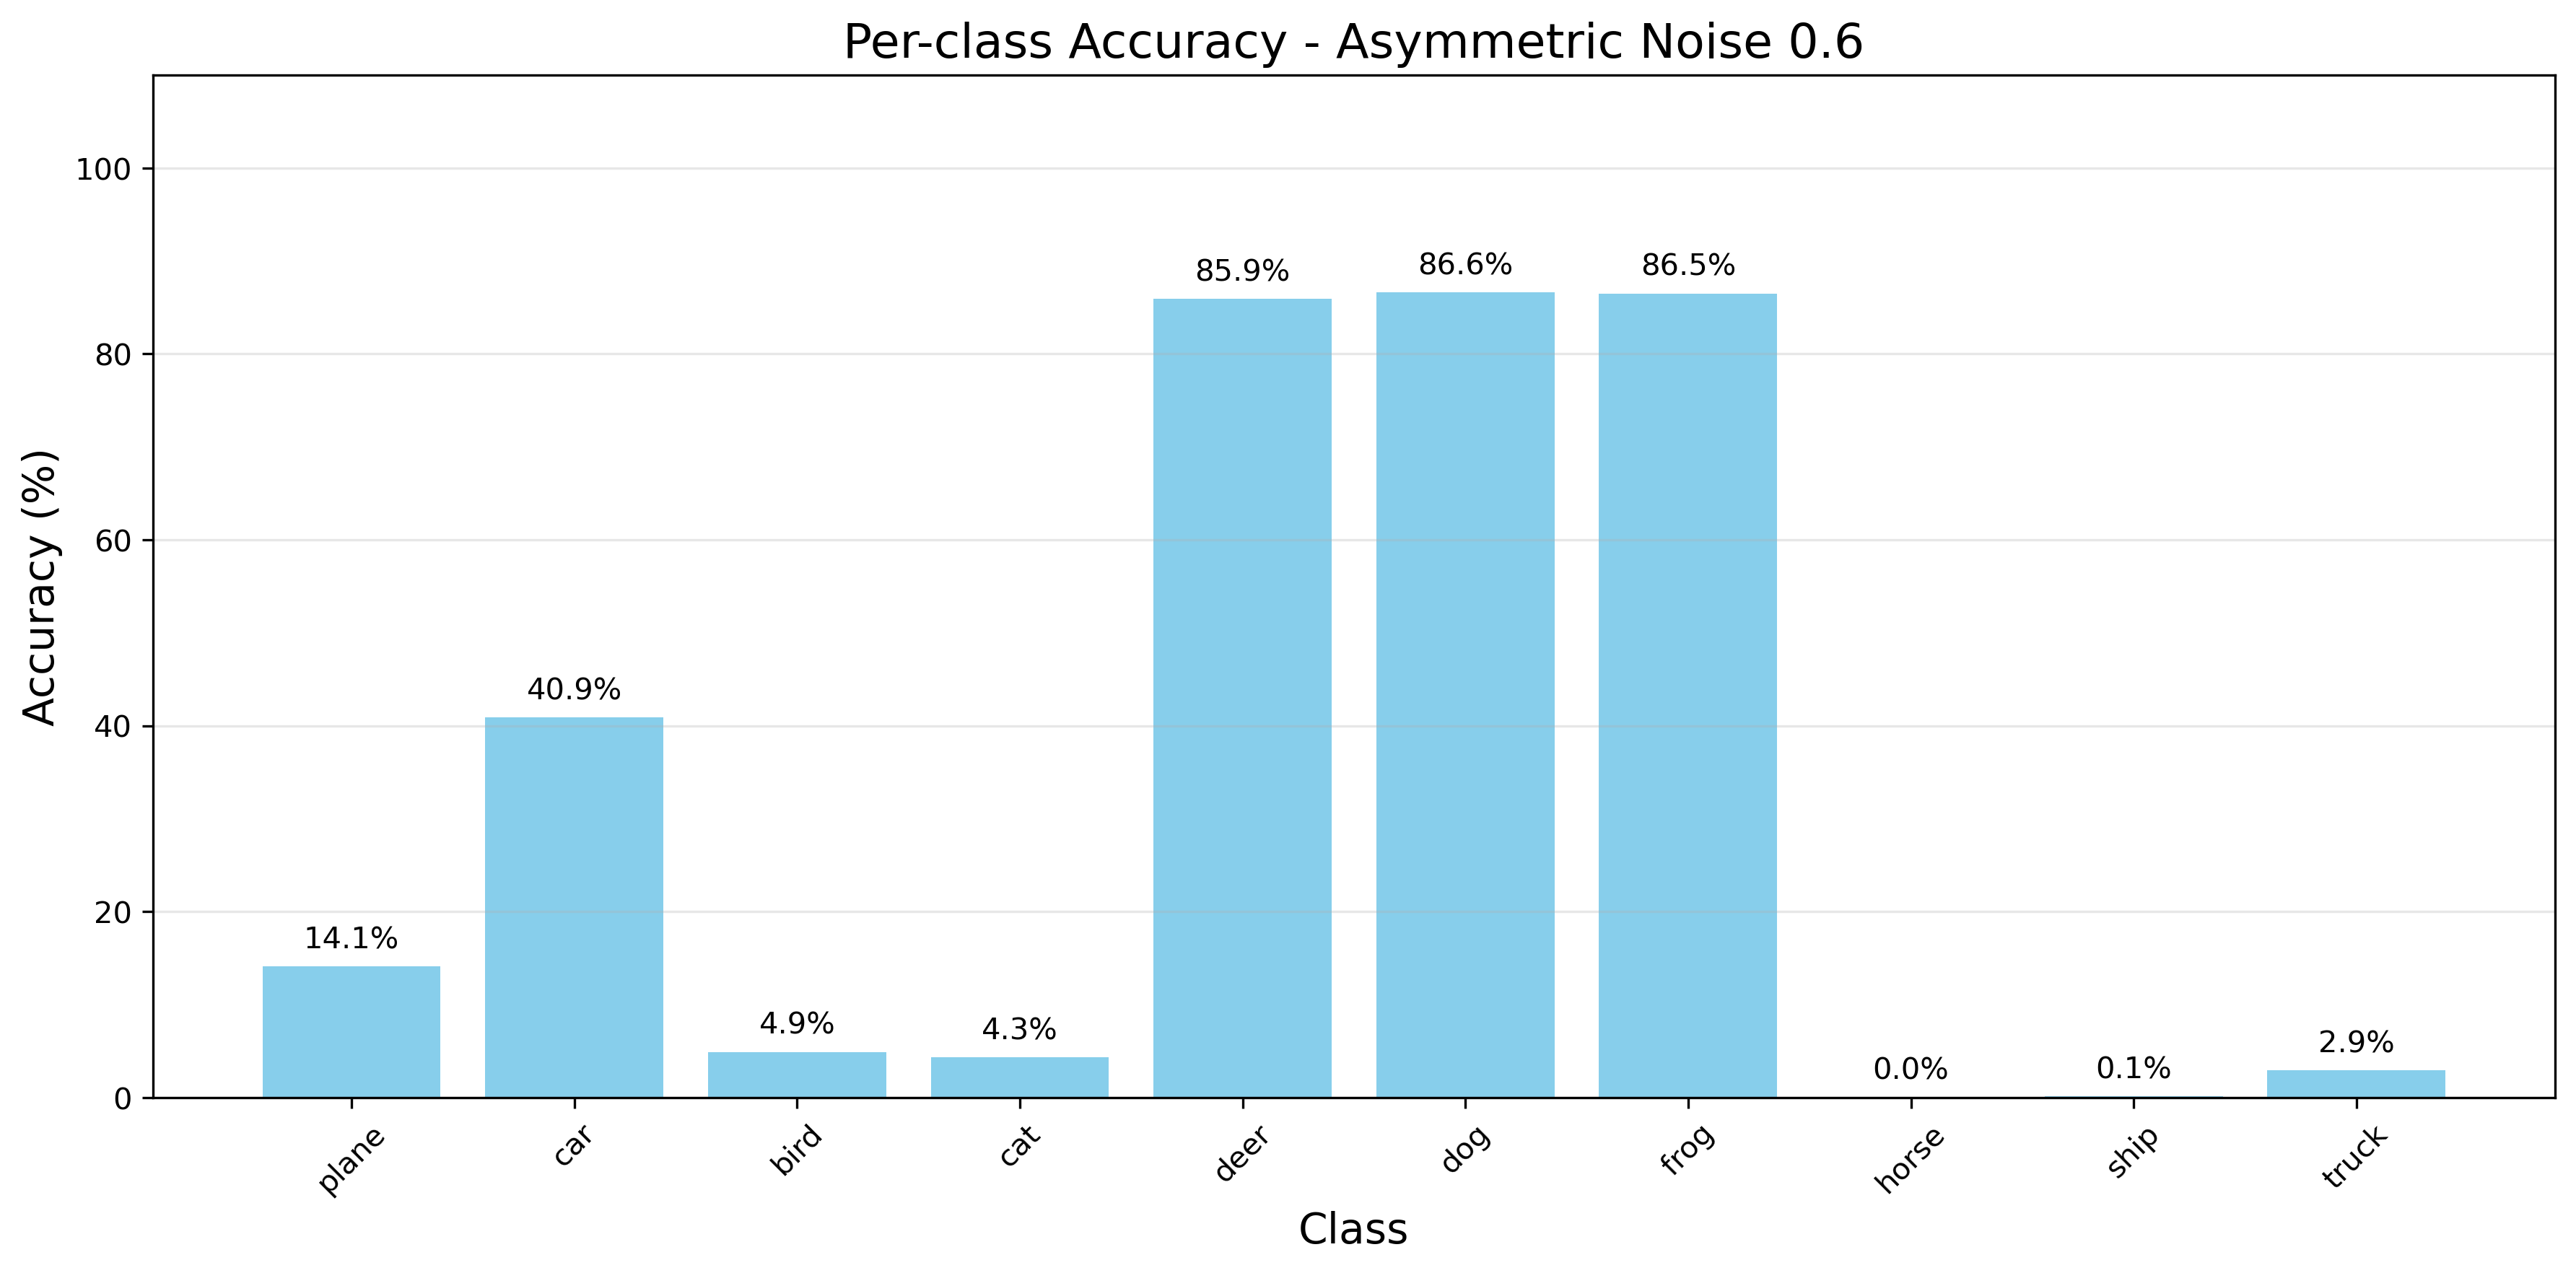 Per-class Accuracy - Asymmetric Noise 0.6
Accuracy (%)
100
80
60
40
20
0
14.1%
40.9%
4.9%
4.3%
85.9%
86.6%
86.5%
0.0%
0.1%
2.9%
plane
car
bird
cat
deer
dog
frog
horse
ship
truck
Class